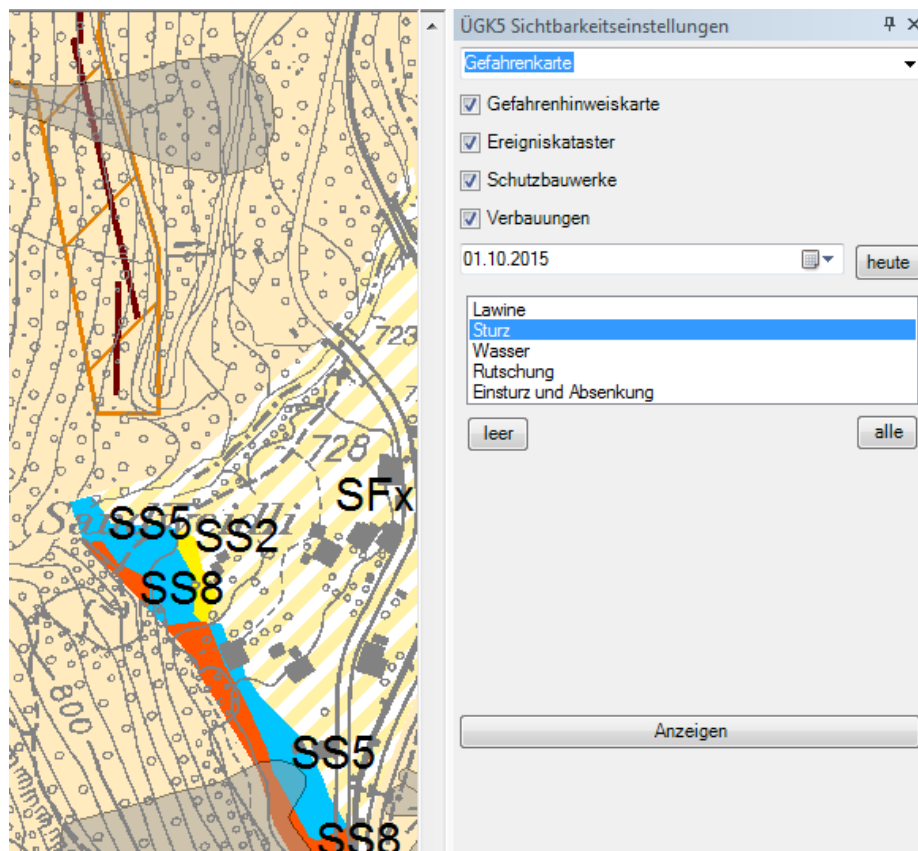 ÜGK5 Sichtbarkeitseinstellungen
Gefahrenkarte
Gefahrenhinweiskarte
Ereigniskataster
Schutzbauwerke
Verbauungen
01.10.2015
heute
Lawine
Sturz
Wasser
Rutschung
Einsturz und Absenkung
leer
alle
Anzeigen
723
728
SFx
SS5
SS2
SS8
800
SS5
SS8